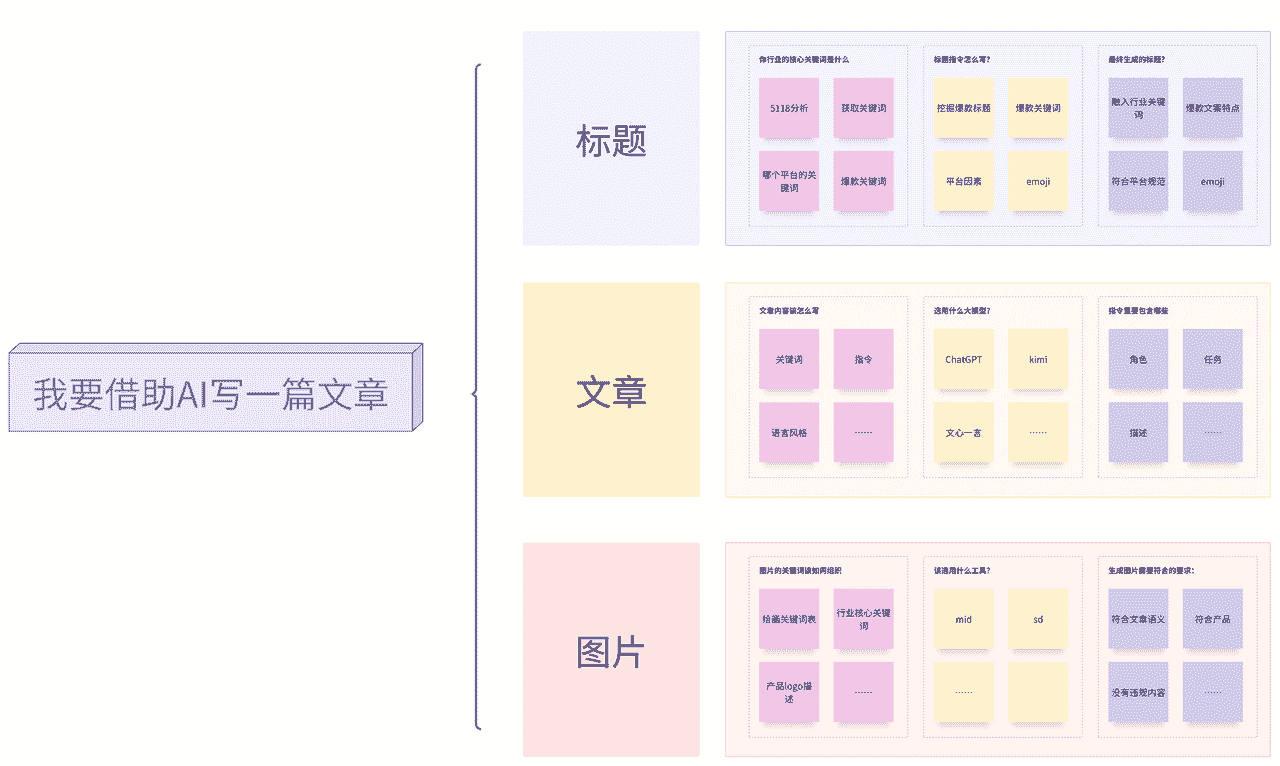 我要借助AI写一篇文章
标题
你行业的核心关键词是什么
5118分析
获取关键词
哪个平台的关
键词
爆款关键词
标题指令怎么写?
挖掘爆款标题
爆款关键词
平台因素
emoji
最终生成的标题?
融入行业关键
词
爆款文案特点
符合平台规范
emoji
文章
文章内容该怎么写
关键词
指令
语言风格
……
选用什么大模型?
ChatGPT
kimi
文心一言
……
指令需要包含哪些
角色
任务
描述
……
图片
图片的关键词该如何组织
绘画关键词表
行业核心关键
词
产品logo描
述
……
该选用什么工具?
mid
sd
……
生成图片需要符合的要求:
符合文章语义
符合产品
没有违规内容
……